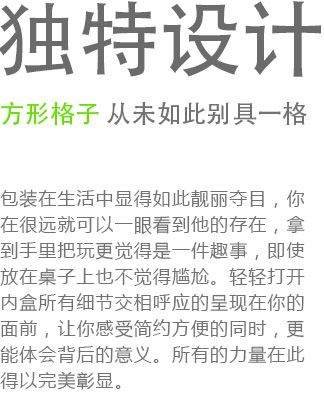 独特设计
方形格子 从未如此别具一格
包装在生活中显得如此靓丽夺目，你
在很远就可以一眼看到他的存在，拿
到手里把玩更觉得是一件趣事，即使
放在桌子上也不觉得尴尬。轻轻打开
内盒所有细节交相呼应的呈现在你的
面前，让你感受简约方便的同时，更
能体会背后的意义。所有的力量在此
得以完美彰显。